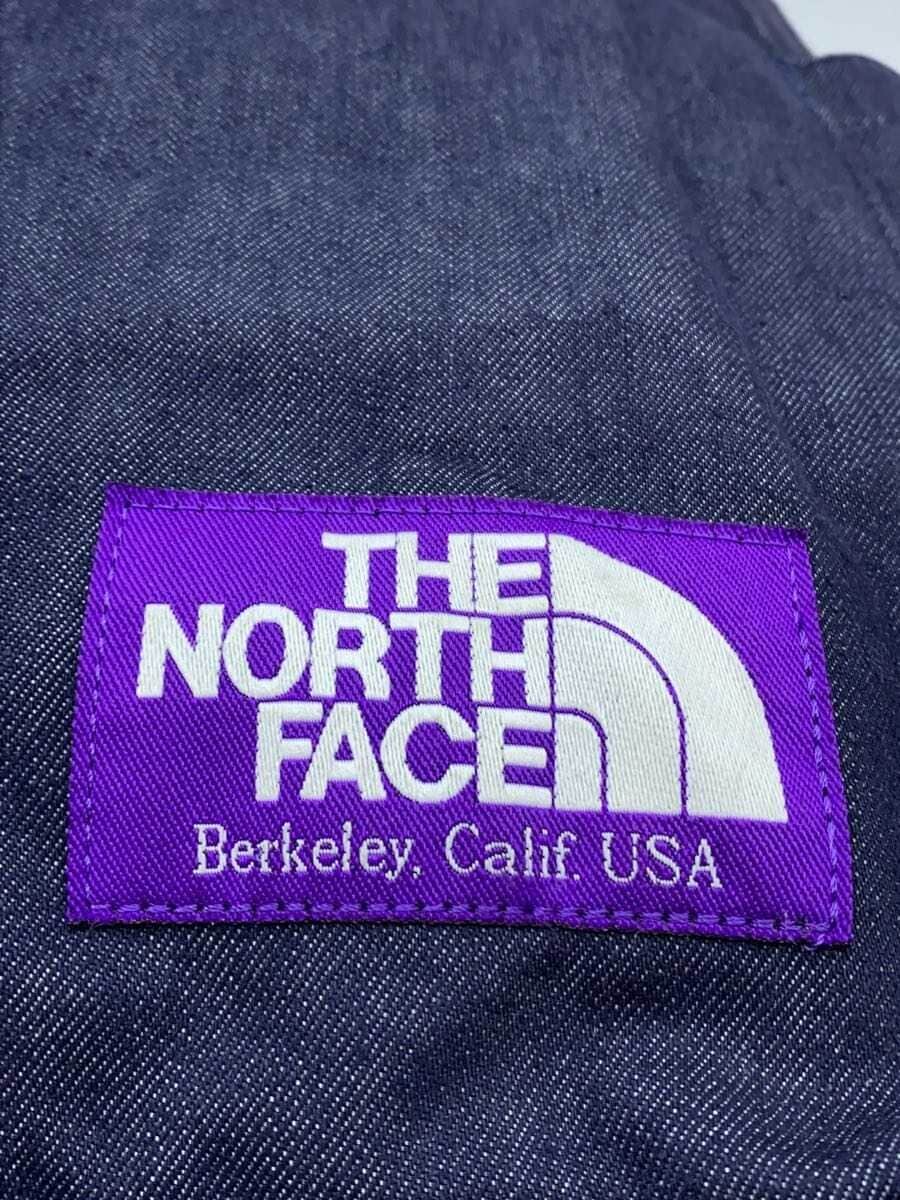 THE
NORTH
FACE
Berkeley, Calif. USA